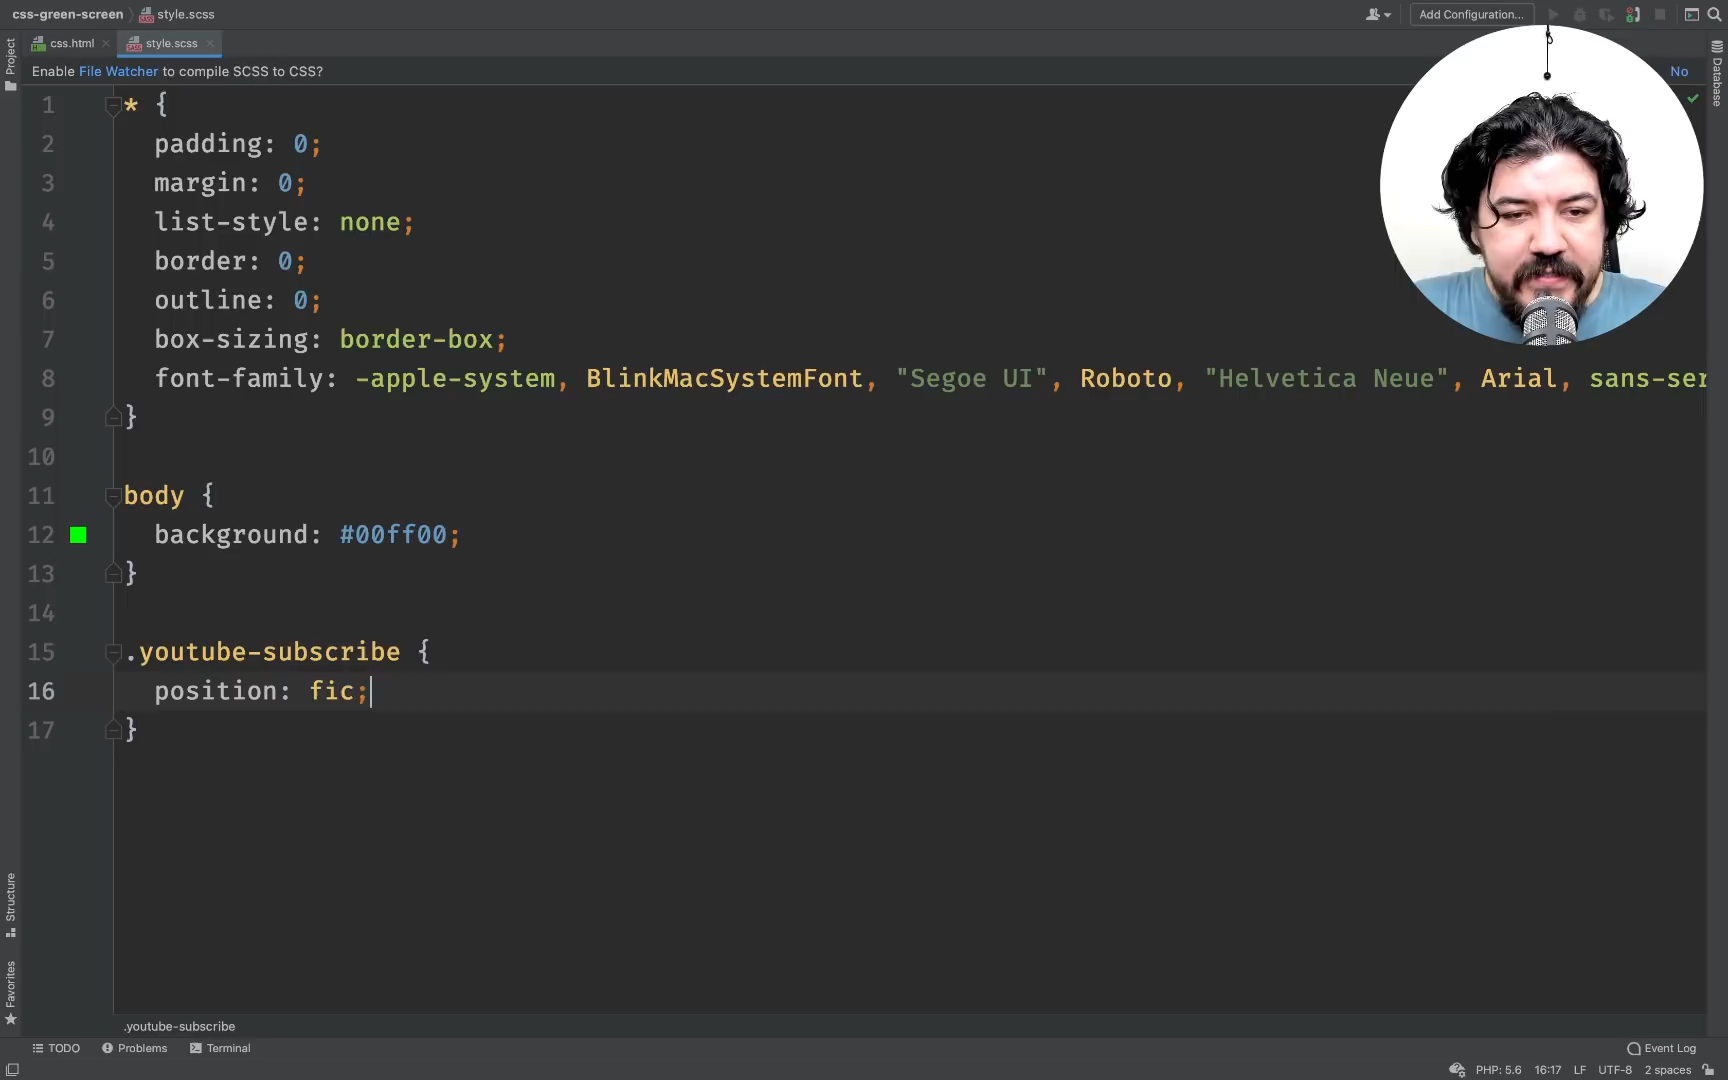 css-green-screen style.scss
Add Configuration...
css.html style.scss
Enable File Watcher to compile SCSS to CSS?
No
Project
Database
1 * {
2 padding: 0;
3 margin: 0;
4 list-style: none;
5 border: 0;
6 outline: 0;
7 box-sizing: border-box;
8 font-family: -apple-system, BlinkMacSystemFont, "Segoe UI", Roboto, "Helvetica Neue", Arial, sans-ser
9 }
10
11 body {
12 background: #00ff00;
13 }
14
15 .youtube-subscribe {
16 position: fic;
17 }
Structure
Favorites
.youtube-subscribe
TODO Problems Terminal
Event Log
PHP: 5.6 16:17 LF UTF-8 2 spaces